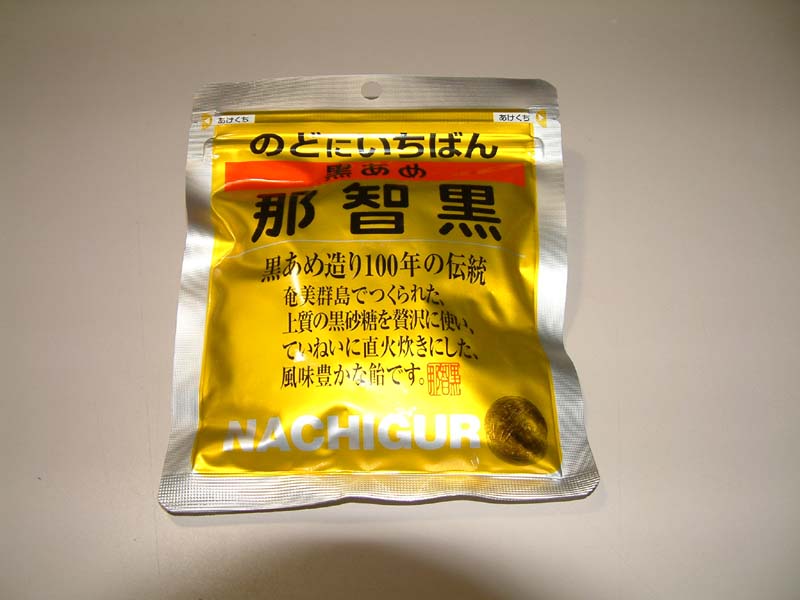 あけくち あけくち
のどにいちばん
黒あめ
那智黒
黒あめ造り100年の伝統
奄美群島でつくられた、
上質の黒砂糖を贅沢に使い、
ていねいに直火炊きにした、
風味豊かな飴です。 那智黒
NACHIGURO